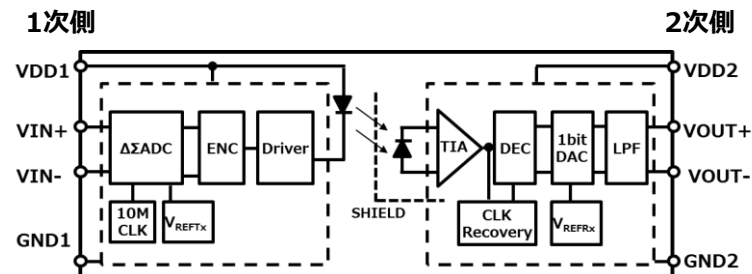 1次側
2次側
VDD1
VDD2
VIN+
VIN-
GND1
ΔΣADC
ENC
Driver
10M
CLK
VREFTx
SHIELD
TIA
DEC
1bit
DAC
LPF
CLK
Recovery
VREFRx
VOUT+
VOUT-
GND2